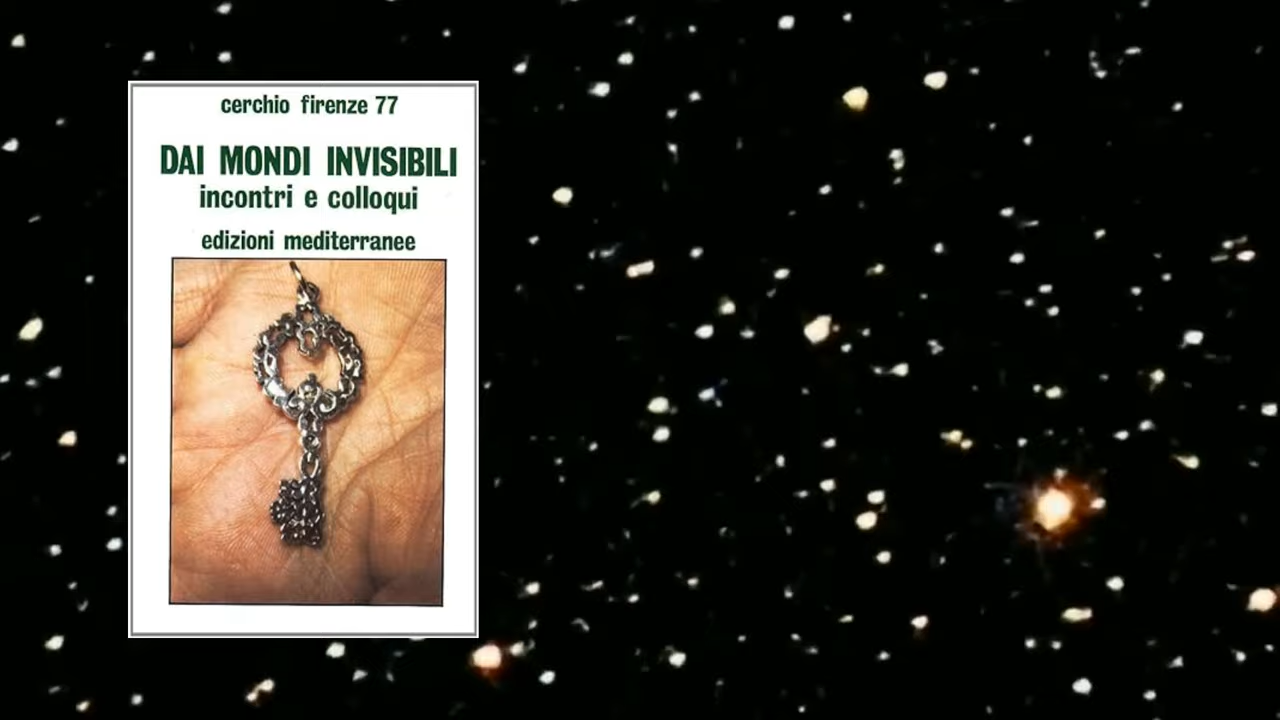 cerchio firenze 77
DAI MONDI INVISIBILI
incontri e colloqui
edizioni mediterranee